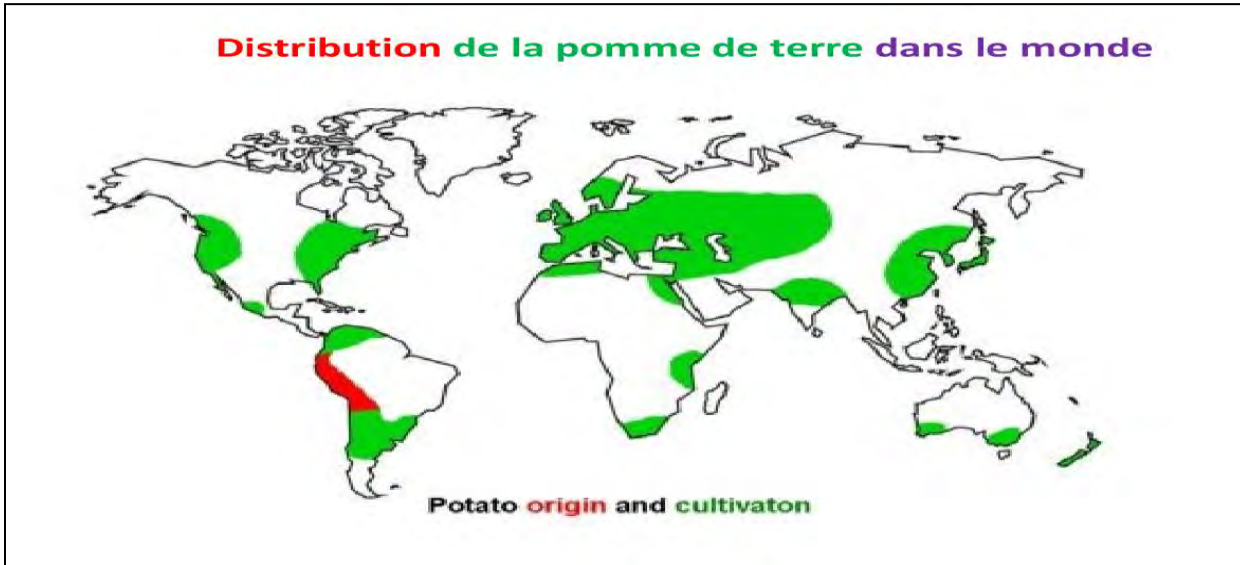 Distribution de la pomme de terre dans le monde
Potato origin and cultivaton